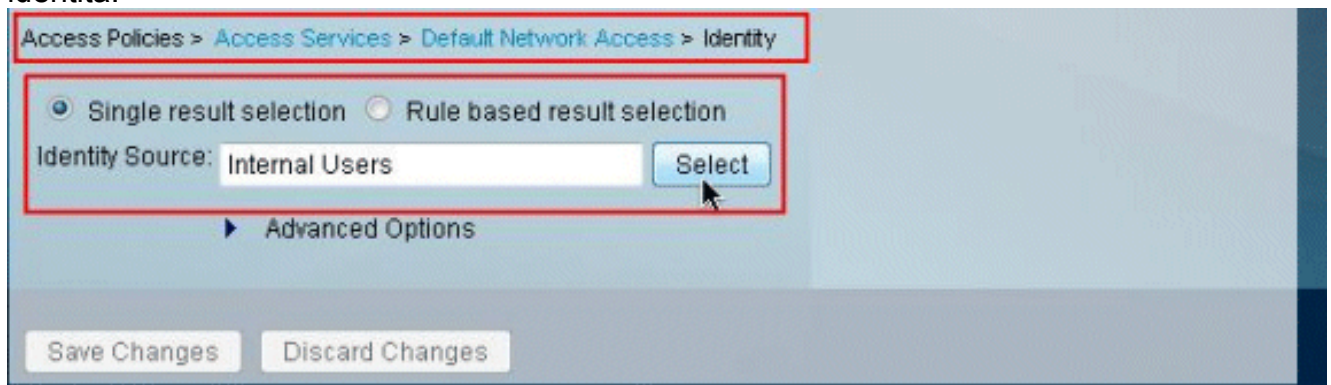 Access Policies > Access Services > Default Network Access > Identity
Single result selection Rule based result selection
Identity Source: Internal Users Select
Advanced Options
Save Changes Discard Changes